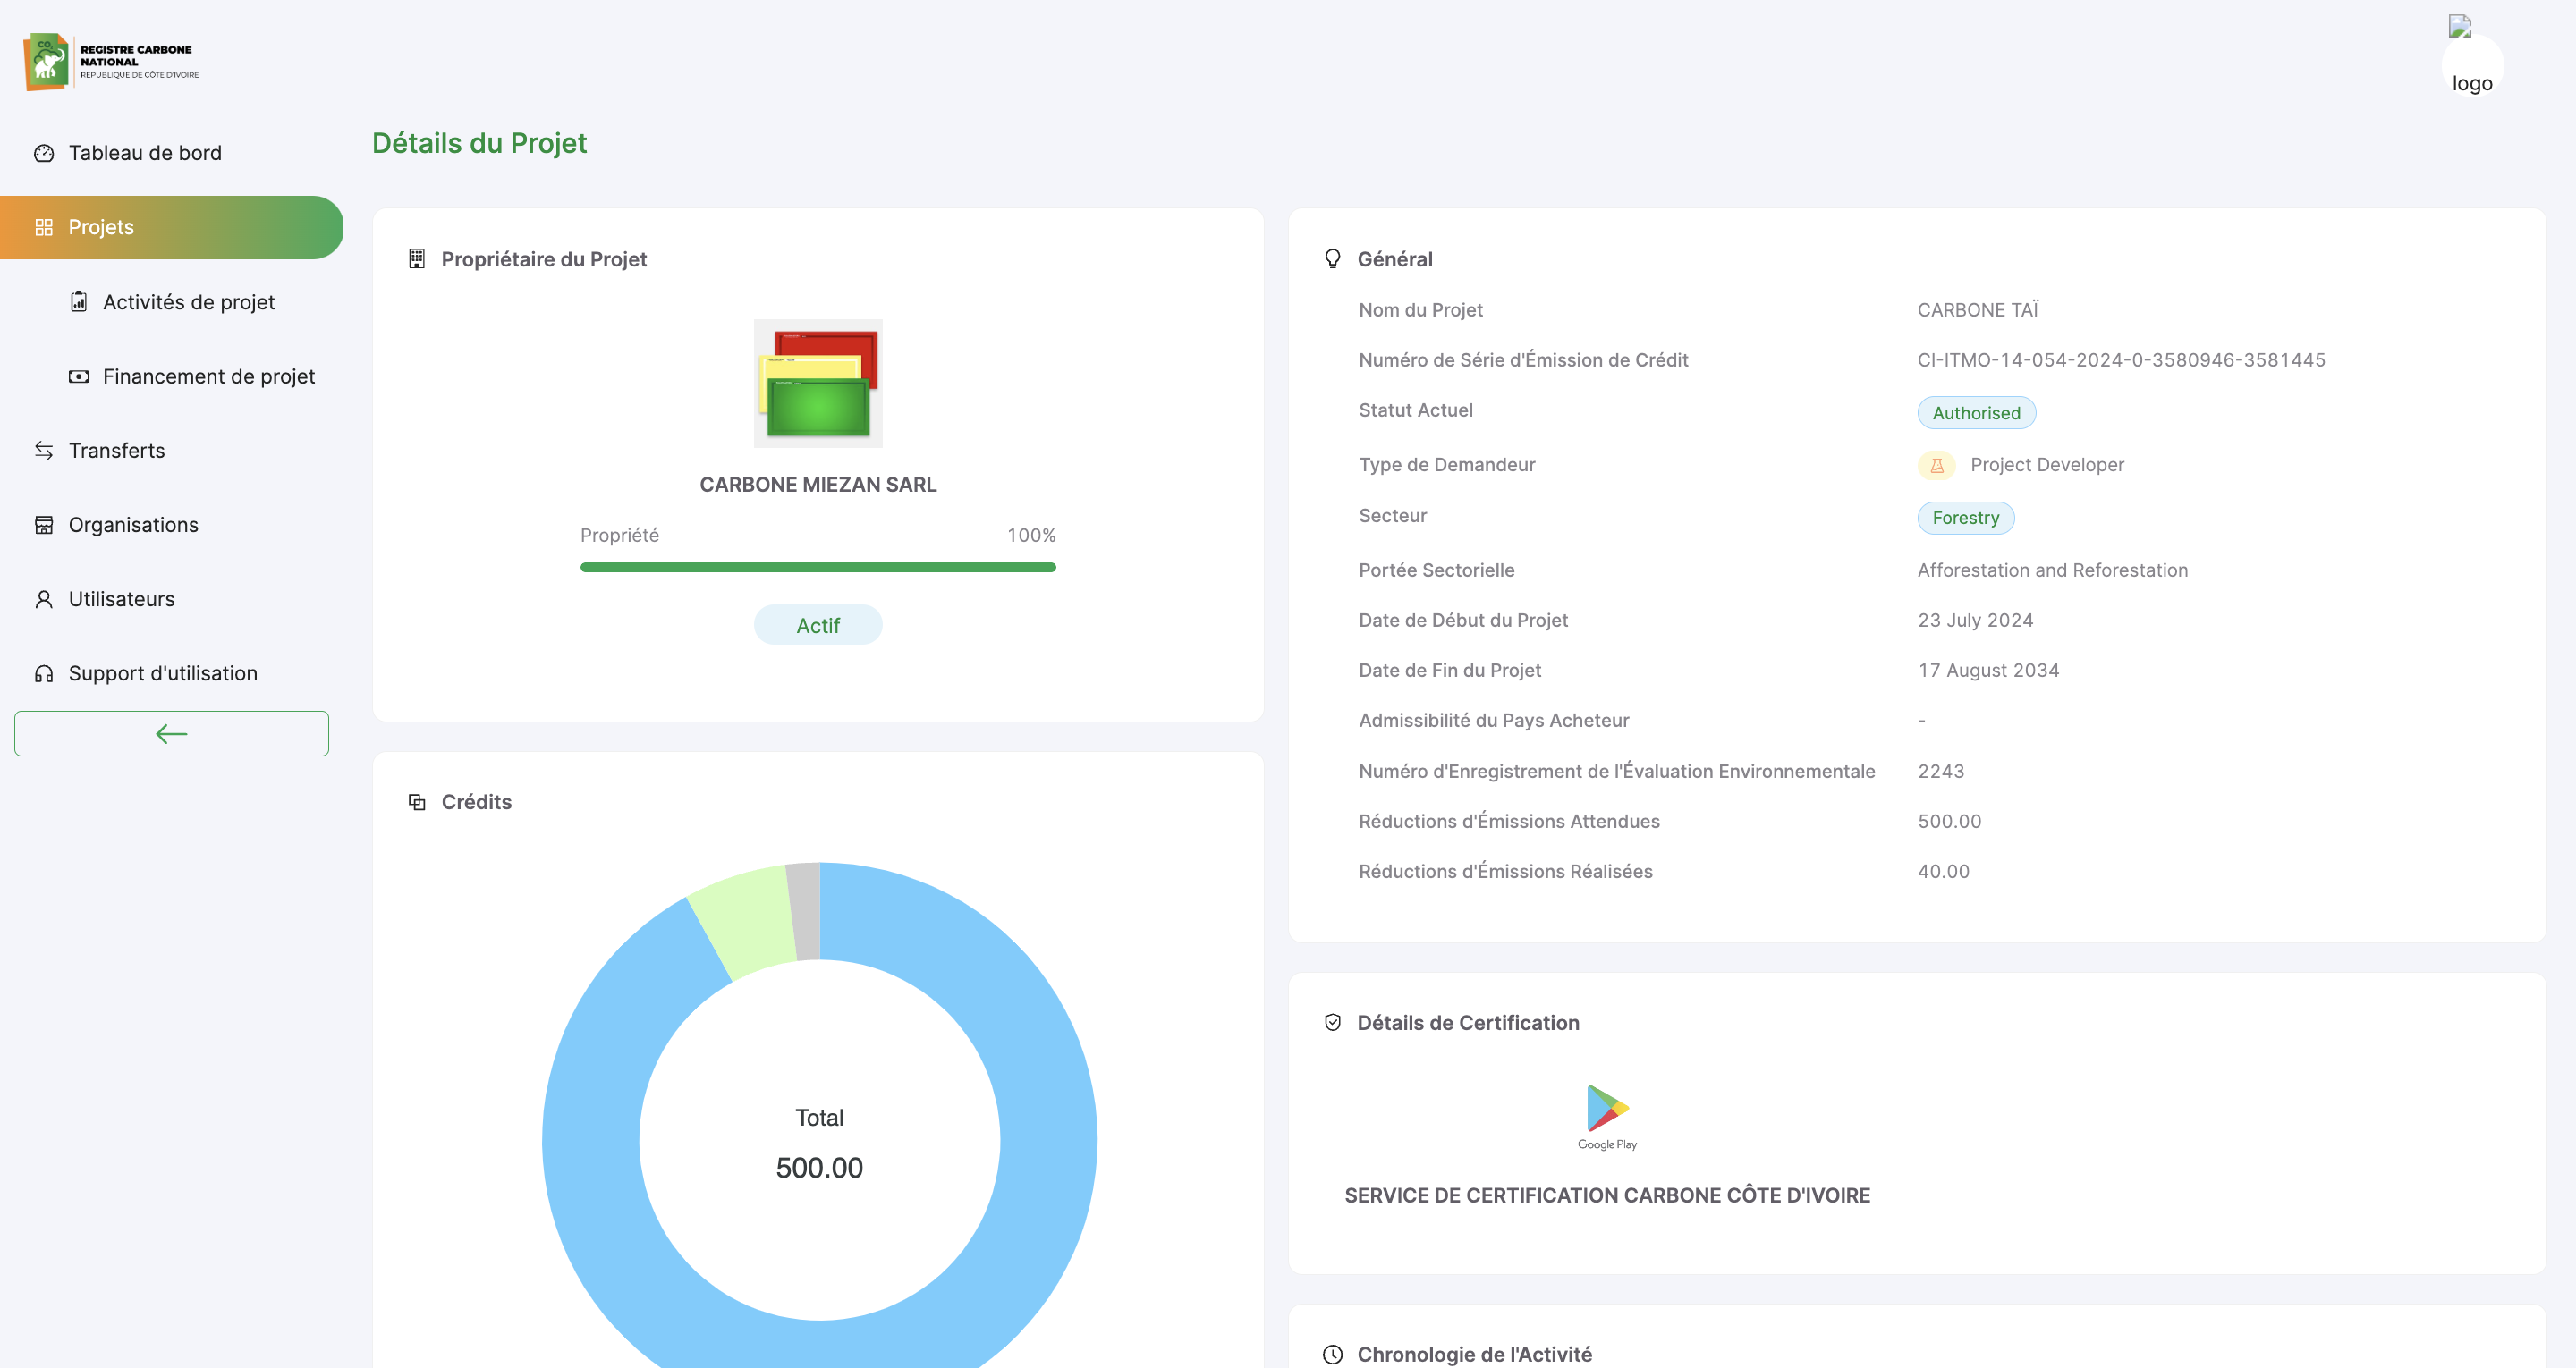 CO₂
REGISTRE CARBONE
NATIONAL
REPUBLIQUE DE CÔTE D'IVOIRE
logo
Tableau de bord
Projets
Activités de projet
Financement de projet
Transferts
Organisations
Utilisateurs
Support d'utilisation
Détails du Projet
Propriétaire du Projet
CARBONE MIEZAN SARL
Propriété 100%
Actif
Crédits
Total
500.00
Général
Nom du Projet CARBONE TAÏ
Numéro de Série d'Émission de Crédit CI-ITMO-14-054-2024-0-3580946-3581445
Statut Actuel Authorised
Type de Demandeur Project Developer
Secteur Forestry
Portée Sectorielle Afforestation and Reforestation
Date de Début du Projet 23 July 2024
Date de Fin du Projet 17 August 2034
Admissibilité du Pays Acheteur -
Numéro d'Enregistrement de l'Évaluation Environnementale 2243
Réductions d'Émissions Attendues 500.00
Réductions d'Émissions Réalisées 40.00
Détails de Certification
Google Play
SERVICE DE CERTIFICATION CARBONE CÔTE D'IVOIRE
Chronologie de l'Activité